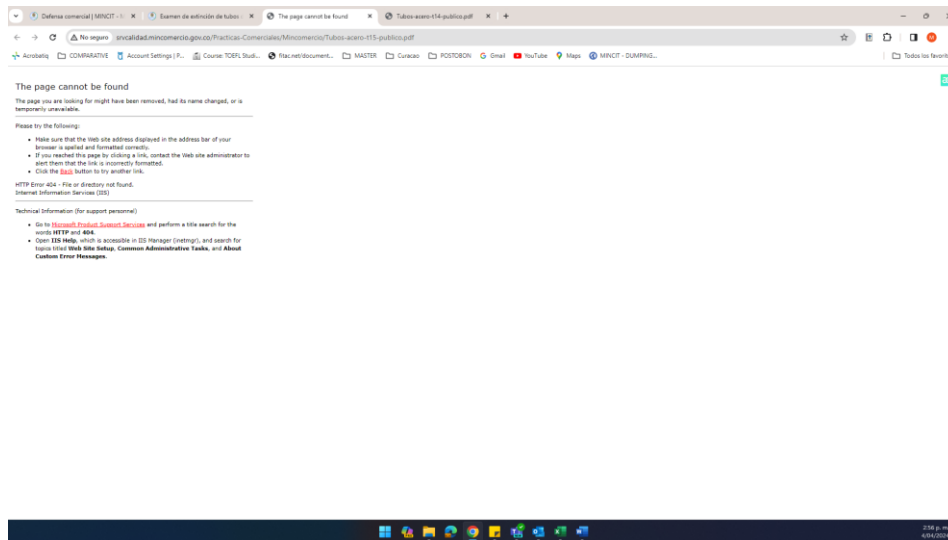 Defensa comercial | MINCIT -
Examen de extinción de tubos
The page cannot be found
Tubos-acero-t14-publico.pdf
No seguro
srvcalidad.mincomercio.gov.co/Practicas-Comerciales/Mincomercio/Tubos-acero-t15-publico.pdf
Acrobatiq
COMPARATIVE
Account Settings | P...
Course: TOEFL Studi...
fitac.net/document...
MASTER
Curacao
POSTOBON
Gmail
YouTube
Maps
MINCIT - DUMPING...
Todos los favorit
The page cannot be found
The page you are looking for might have been removed, had its name changed, or is
temporarily unavailable.
Please try the following:
• Make sure that the Web site address displayed in the address bar of your
browser is spelled and formatted correctly.
• If you reached this page by clicking a link, contact the Web site administrator to
alert them that the link is incorrectly formatted.
• Click the Back button to try another link.
HTTP Error 404 - File or directory not found.
Internet Information Services (IIS)
Technical Information (for support personnel)
• Go to Microsoft Product Support Services and perform a title search for the
words HTTP and 404.
• Open IIS Help, which is accessible in IIS Manager (inetmgr), and search for
topics titled Web Site Setup, Common Administrative Tasks, and About
Custom Error Messages.
2:56 p. m
4/04/202